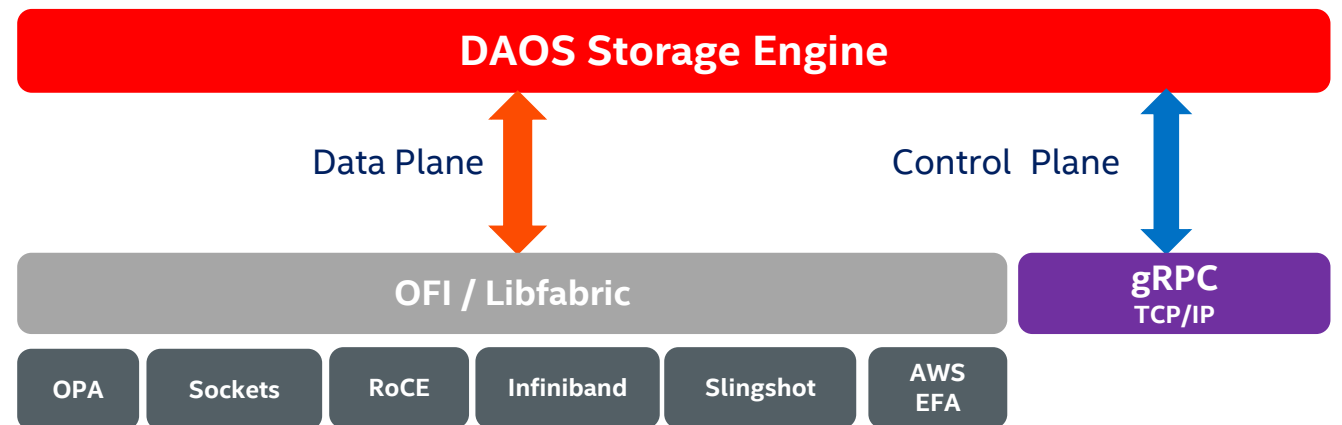 DAOS Storage Engine
Data Plane
Control Plane
OFI / Libfabric
gRPC
TCP/IP
OPA
Sockets
RoCE
Infiniband
Slingshot
AWS
EFA